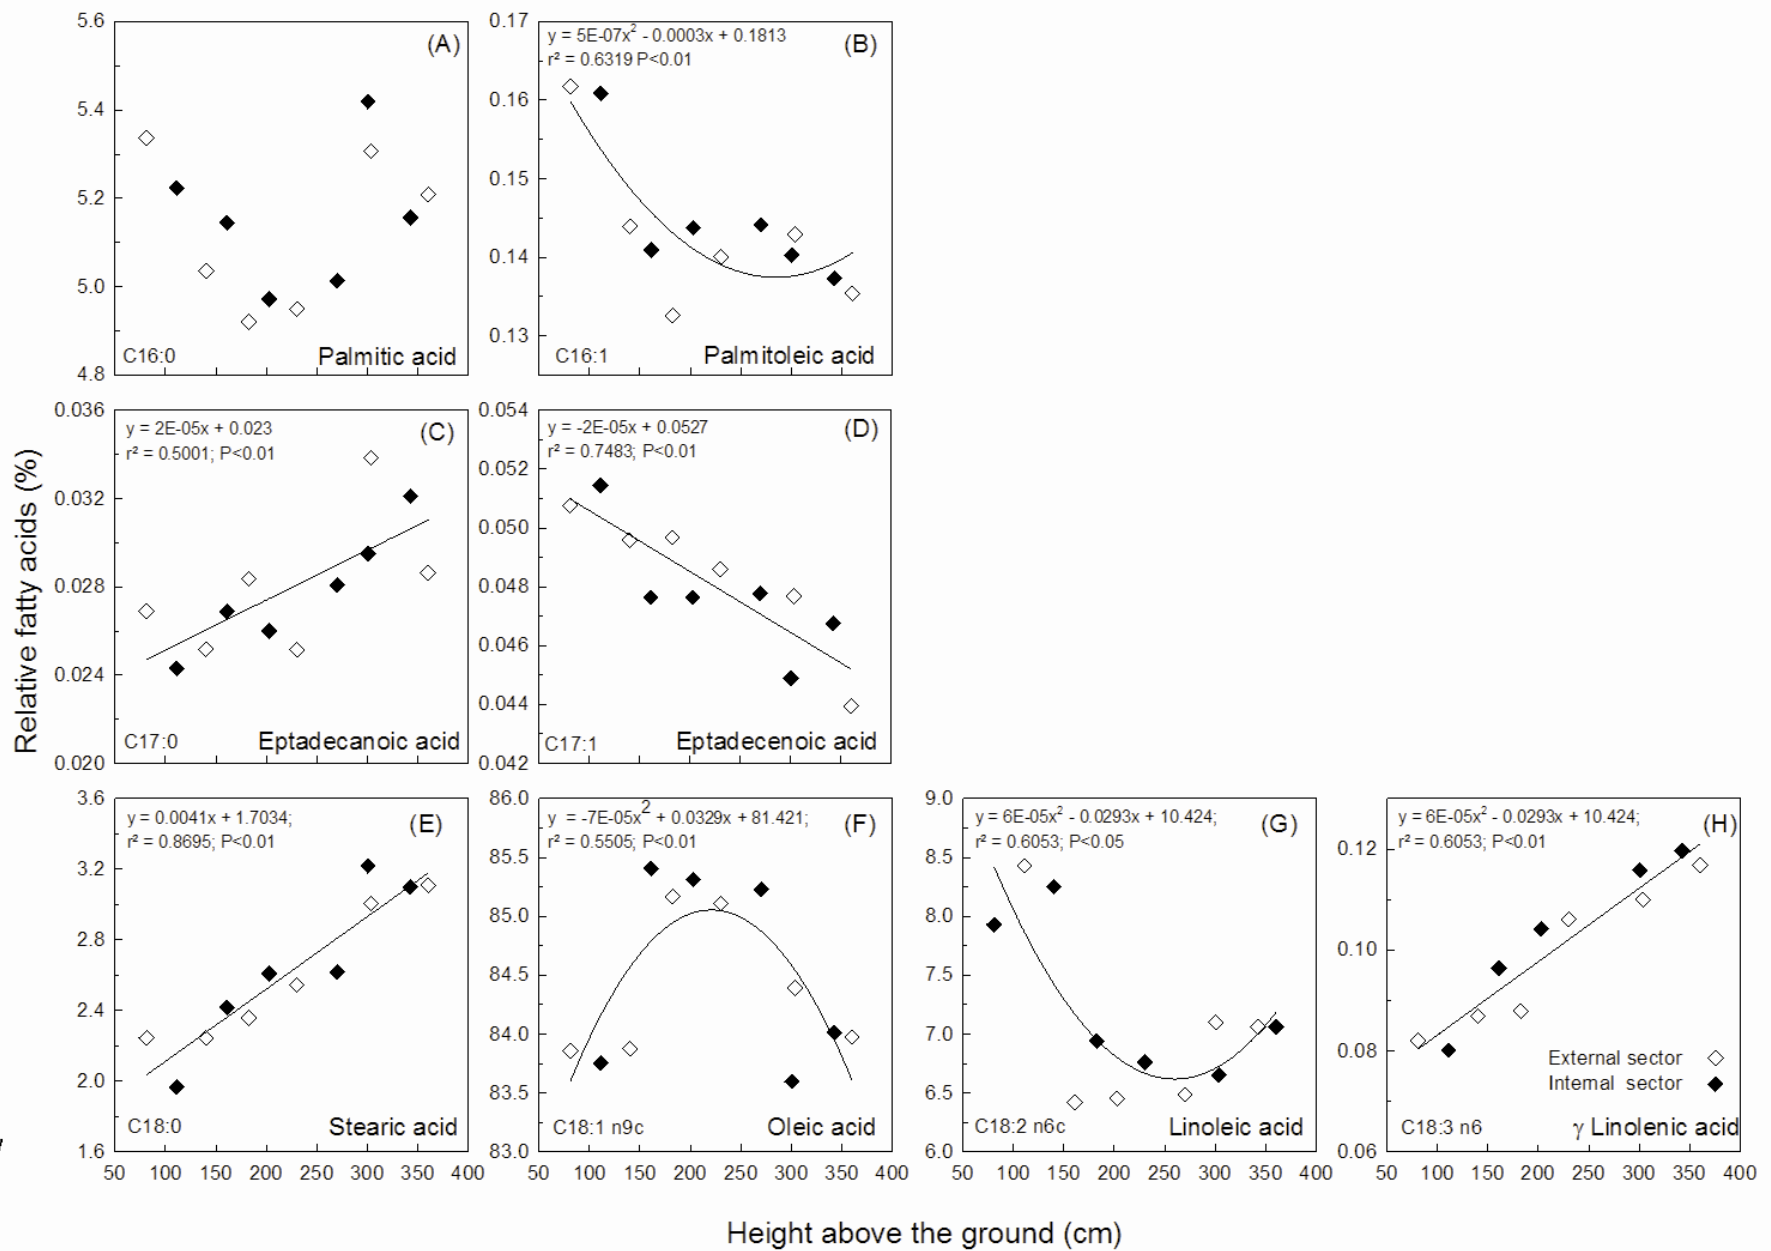 Relative fatty acids (%)
5.6
5.4
5.2
5.0
4.8
(A)
C16:0
Palmitic acid
0.17
0.16
0.15
0.14
0.13
y = 5E-07x² - 0.0003x + 0.1813
r² = 0.6319 P<0.01
(B)
C16:1
Palmitoleic acid
0.036
0.032
0.028
0.024
0.020
y = 2E-05x + 0.023
r² = 0.5001; P<0.01
(C)
C17:0
Eptadecanoic acid
0.054
0.052
0.050
0.048
0.046
0.044
0.042
y = -2E-05x + 0.0527
r² = 0.7483; P<0.01
(D)
C17:1
Eptadecenoic acid
3.6
3.2
2.8
2.4
2.0
1.6
y = 0.0041x + 1.7034;
r² = 0.8695; P<0.01
(E)
C18:0
Stearic acid
50 100 150 200 250 300 350 400
86.0
85.5
85.0
84.5
84.0
83.5
83.0
y = -7E-05x² + 0.0329x + 81.421;
r² = 0.5505; P<0.01
(F)
C18:1 n9c
Oleic acid
50 100 150 200 250 300 350 400
9.0
8.5
8.0
7.5
7.0
6.5
6.0
y = 6E-05x² - 0.0293x + 10.424;
r² = 0.6053; P<0.05
(G)
C18:2 n6c
Linoleic acid
50 100 150 200 250 300 350 400
0.12
0.10
0.08
0.06
y = 6E-05x² - 0.0293x + 10.424;
r² = 0.6053; P<0.01
(H)
External sector
Internal sector
C18:3 n6
γ Linolenic acid
50 100 150 200 250 300 350 400
Height above the ground (cm)